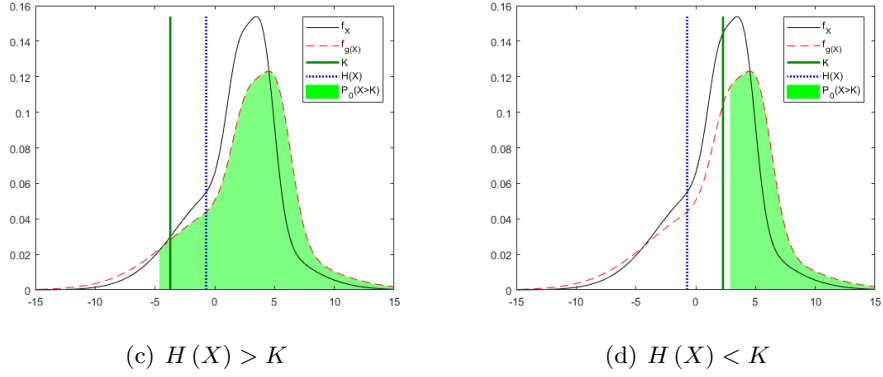 0.16
0.14
0.12
0.1
0.08
0.06
0.04
0.02
0
-15 -10 -5 0 5 10 15
f_X
f_g(X)
K
H(X)
P_0(X>K)
(c) H (X) > K
0.16
0.14
0.12
0.1
0.08
0.06
0.04
0.02
0
-15 -10 -5 0 5 10 15
f_X
f_g(X)
K
H(X)
P_0(X>K)
(d) H (X) < K